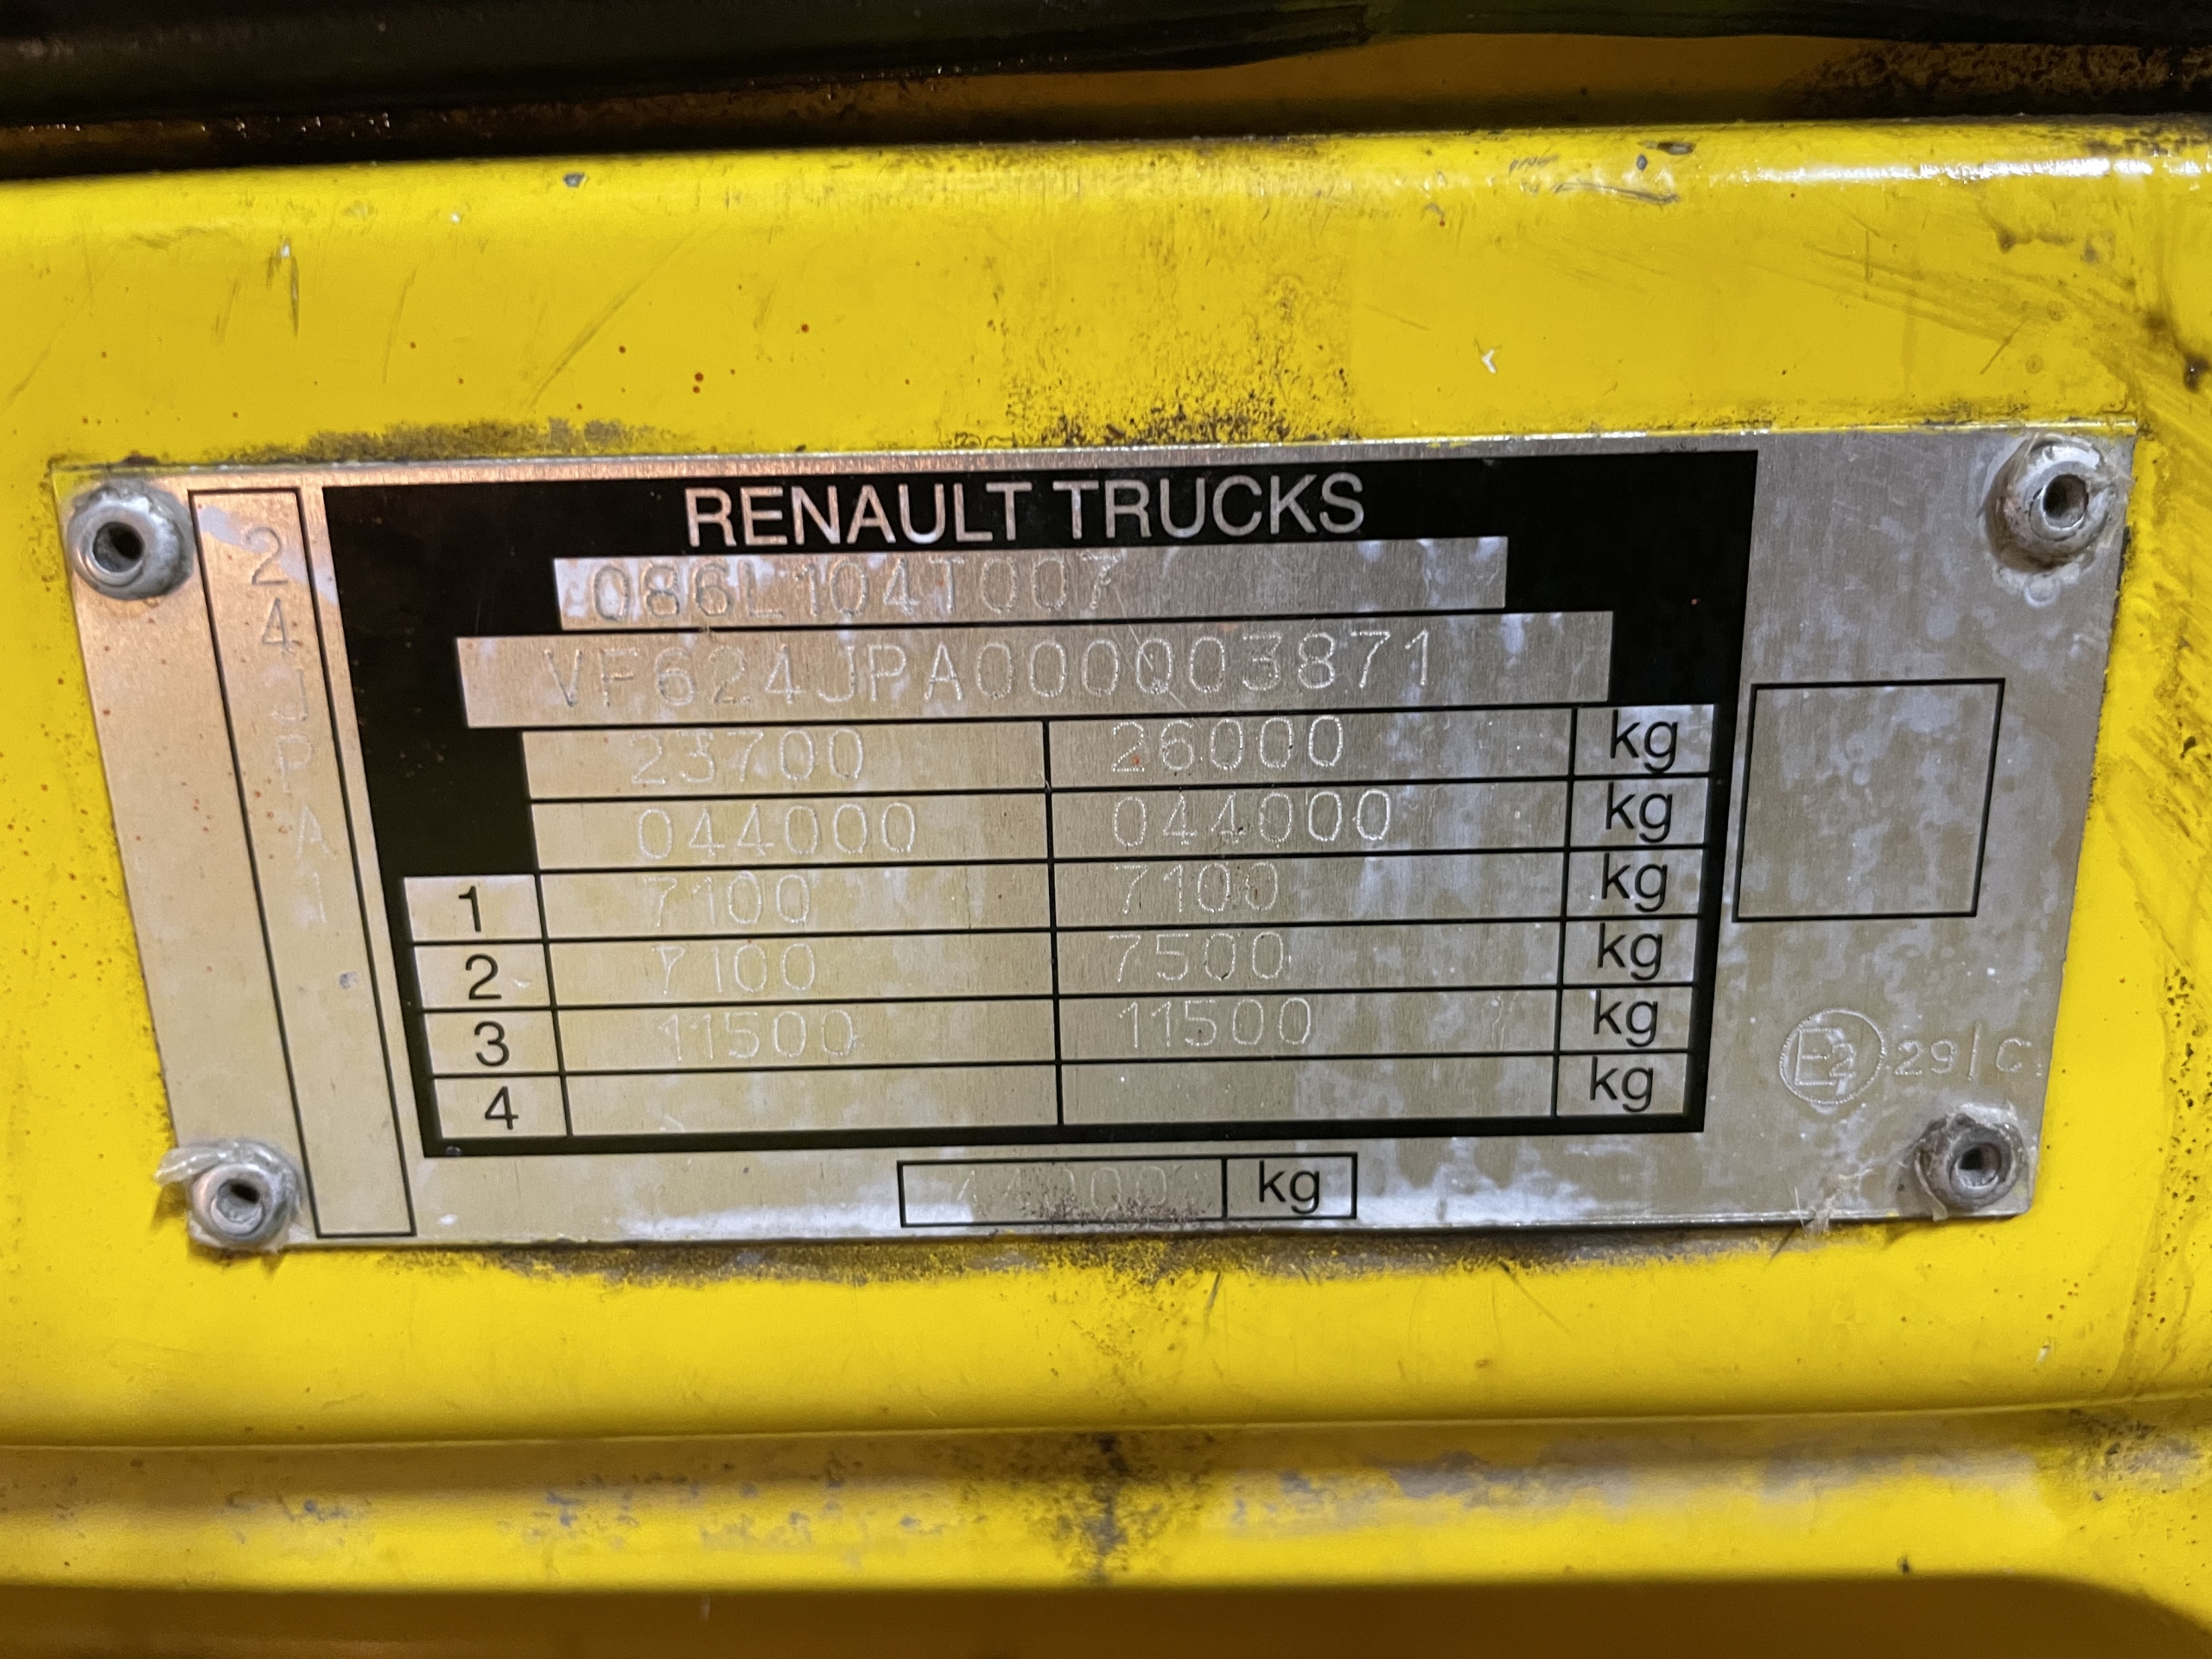 24JPA1
RENAULT TRUCKS
086L104T007
VF624JPA000003871
23700 26000 kg
044000 044000 kg
1 7100 7100 kg
2 7100 7500 kg
3 11500 11500 kg
4 kg
kg
29/C